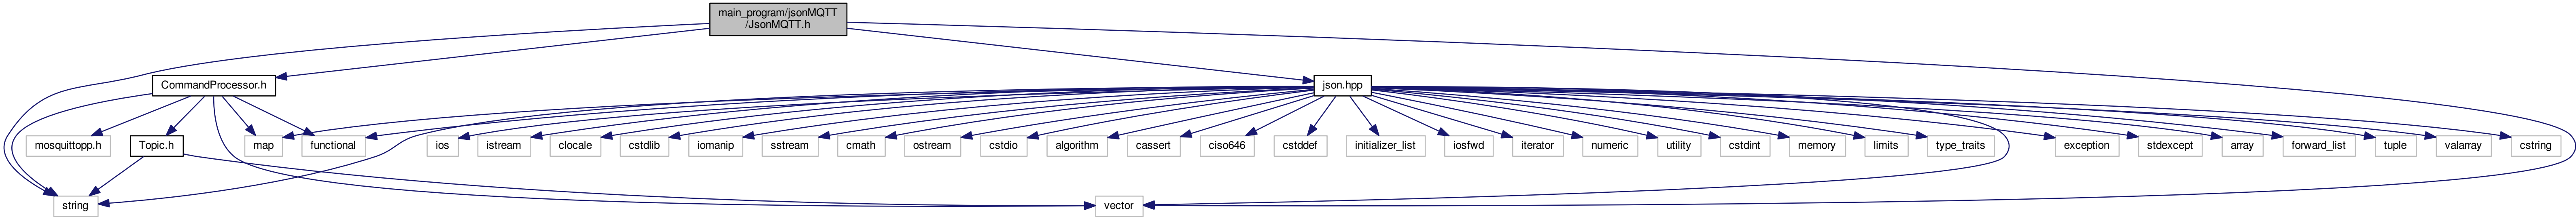 main_program/jsonMQTT
/JsonMQTT.h
CommandProcessor.h
json.hpp
mosquittopp.h
Topic.h
map
functional
ios
istream
clocale
cstdlib
iomanip
sstream
cmath
ostream
cstdio
algorithm
cassert
ciso646
cstddef
initializer_list
iosfwd
iterator
numeric
utility
cstdint
memory
limits
type_traits
exception
stdexcept
array
forward_list
tuple
valarray
cstring
string
vector